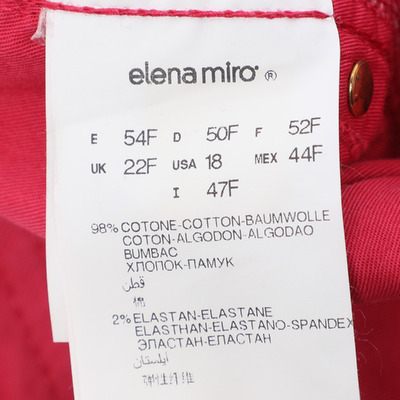 elena miro ®
E 54F D 50F F 52F
UK 22F USA 18 MEX 44F
I 47F
98% COTONE-COTTON-BAUMWOLLE
COTON-ALGODON-ALGODAO
BUMBAC
ХЛОПОК-ПАМУК
قطن
棉
2% ELASTAN-ELASTANE
ELASTHAN-ELASTANO-SPANDEX
ЭЛАСТАН-ЕЛАСТАН
ايلستان